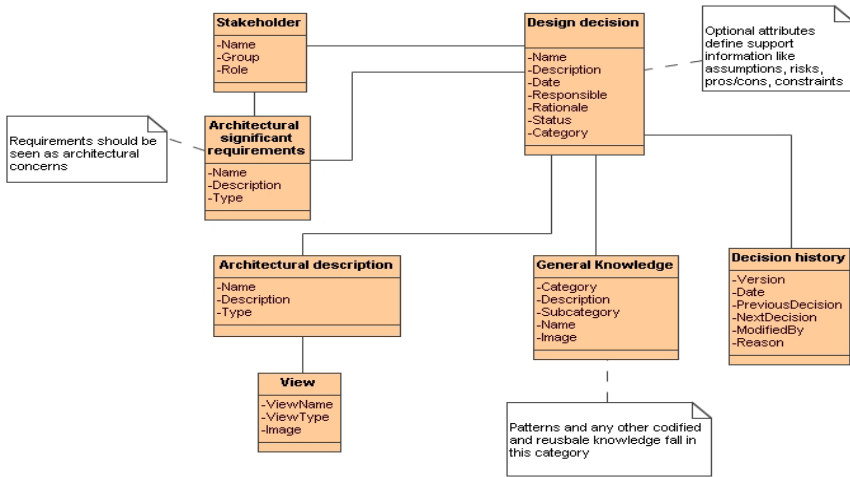 Stakeholder
-Name
-Group
-Role
Design decision
-Name
-Description
-Date
-Responsible
-Rationale
-Status
-Category
Optional attributes
define support
information like
assumptions, risks,
pros/cons, constraints
Requirements should be
seen as architectural
concerns
Architectural
significant
requirements
-Name
-Description
-Type
Architectural description
-Name
-Description
-Type
General Knowledge
-Category
-Description
-Subcategory
-Name
-Image
Decision history
-Version
-Date
-PreviousDecision
-NextDecision
-ModifiedBy
-Reason
View
-ViewName
-ViewType
-Image
Patterns and any other codified
and reusbale knowledge fall in
this category